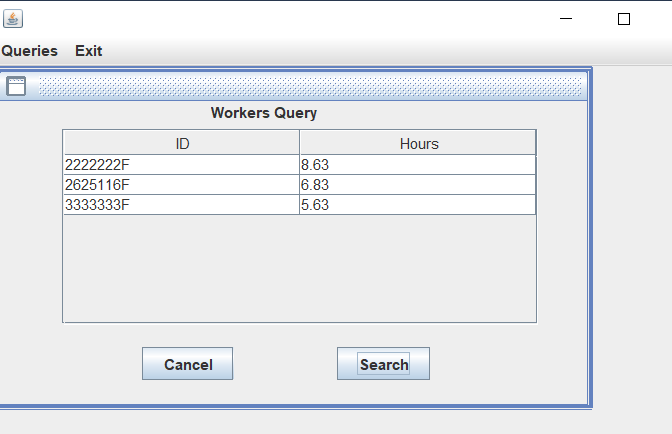 Queries Exit
Workers Query
ID Hours
2222222F 8.63
2625116F 6.83
3333333F 5.63
Cancel Search